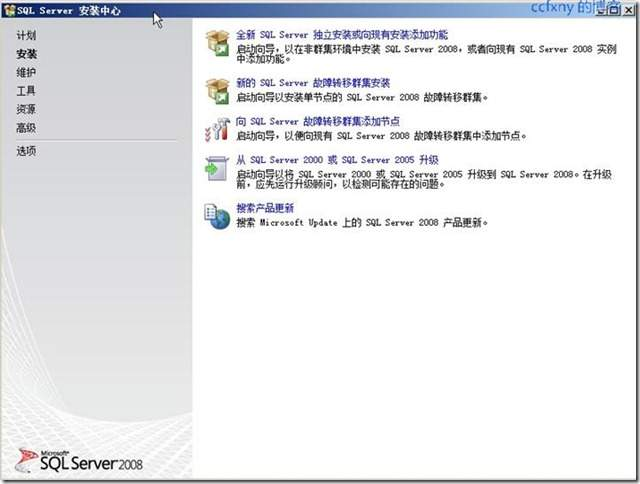 SQL Server 安装中心
ccfxny 的博客
计划
安装
维护
工具
资源
高级
选项
全新 SQL Server 独立安装或向现有安装添加功能
启动向导，以在非群集环境中安装 SQL Server 2008，或者向现有 SQL Server 2008 实例
中添加功能。
新的 SQL Server 故障转移群集安装
启动向导以安装单节点的 SQL Server 2008 故障转移群集。
向 SQL Server 故障转移群集添加节点
启动向导，以便向现有 SQL Server 2008 故障转移群集中添加节点。
从 SQL Server 2000 或 SQL Server 2005 升级
启动向导以将 SQL Server 2000 或 SQL Server 2005 升级到 SQL Server 2008。在升级
前，应先运行升级顾问，以检测可能存在的问题。
搜索产品更新
搜索 Microsoft Update 上的 SQL Server 2008 产品更新。
Microsoft
SQL Server 2008